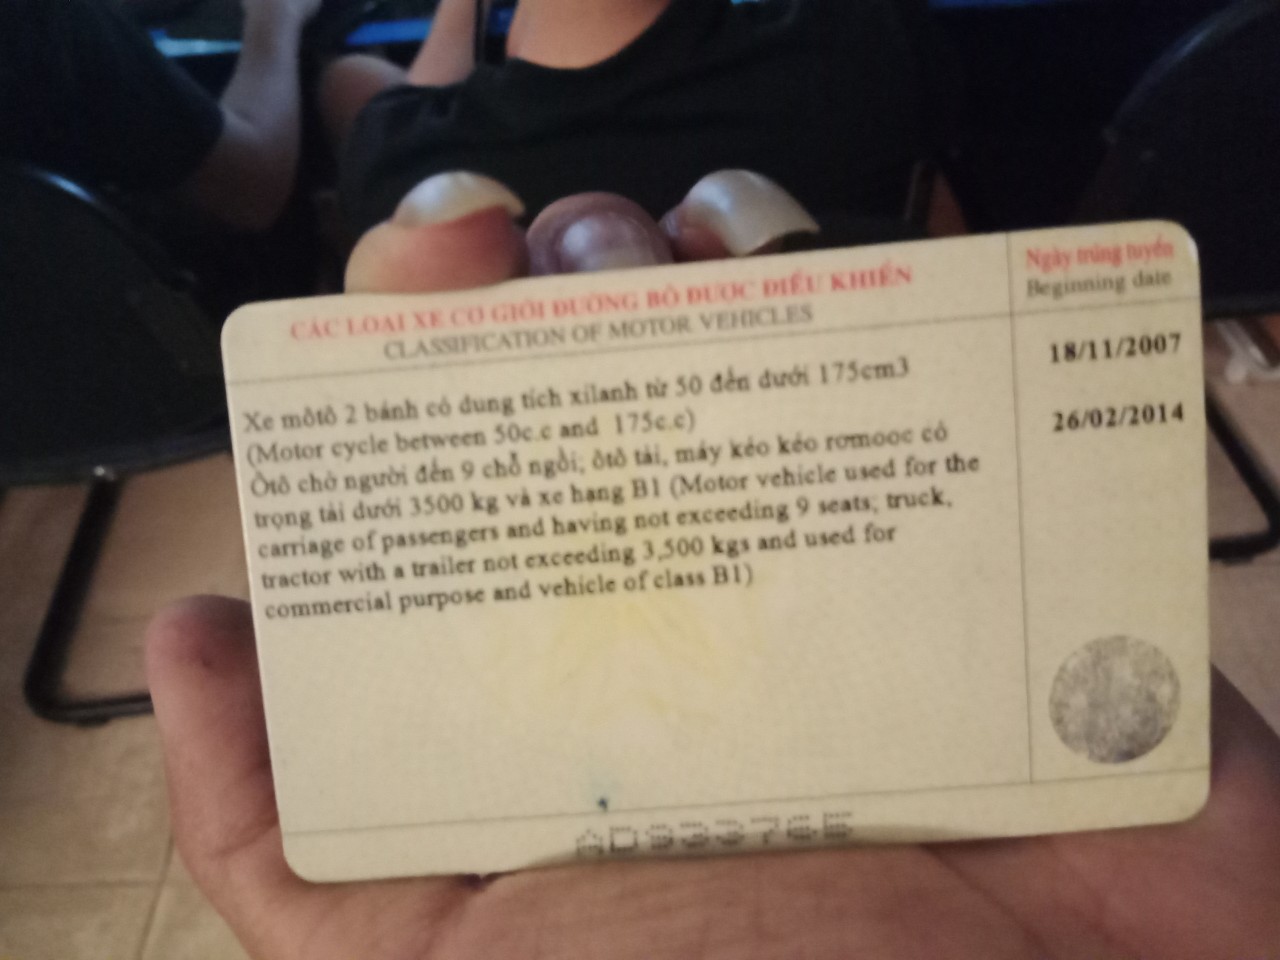 CÁC LOẠI XE CƠ GIỚI ĐƯỜNG BỘ ĐƯỢC ĐIỀU KHIỂN
CLASSIFICATION OF MOTOR VEHICLES
Ngày trúng tuyển
Beginning date
Xe môtô 2 bánh có dung tích xilanh từ 50 đến dưới 175cm3
(Motor cycle between 50c.c and 175c.c)
18/11/2007
Ôtô chở người đến 9 chỗ ngồi; ôtô tải, máy kéo kéo rơmooc có
trọng tải dưới 3500 kg và xe hạng B1 (Motor vehicle used for the
carriage of passengers and having not exceeding 9 seats; truck,
tractor with a trailer not exceeding 3,500 kgs and used for
commercial purpose and vehicle of class B1)
26/02/2014